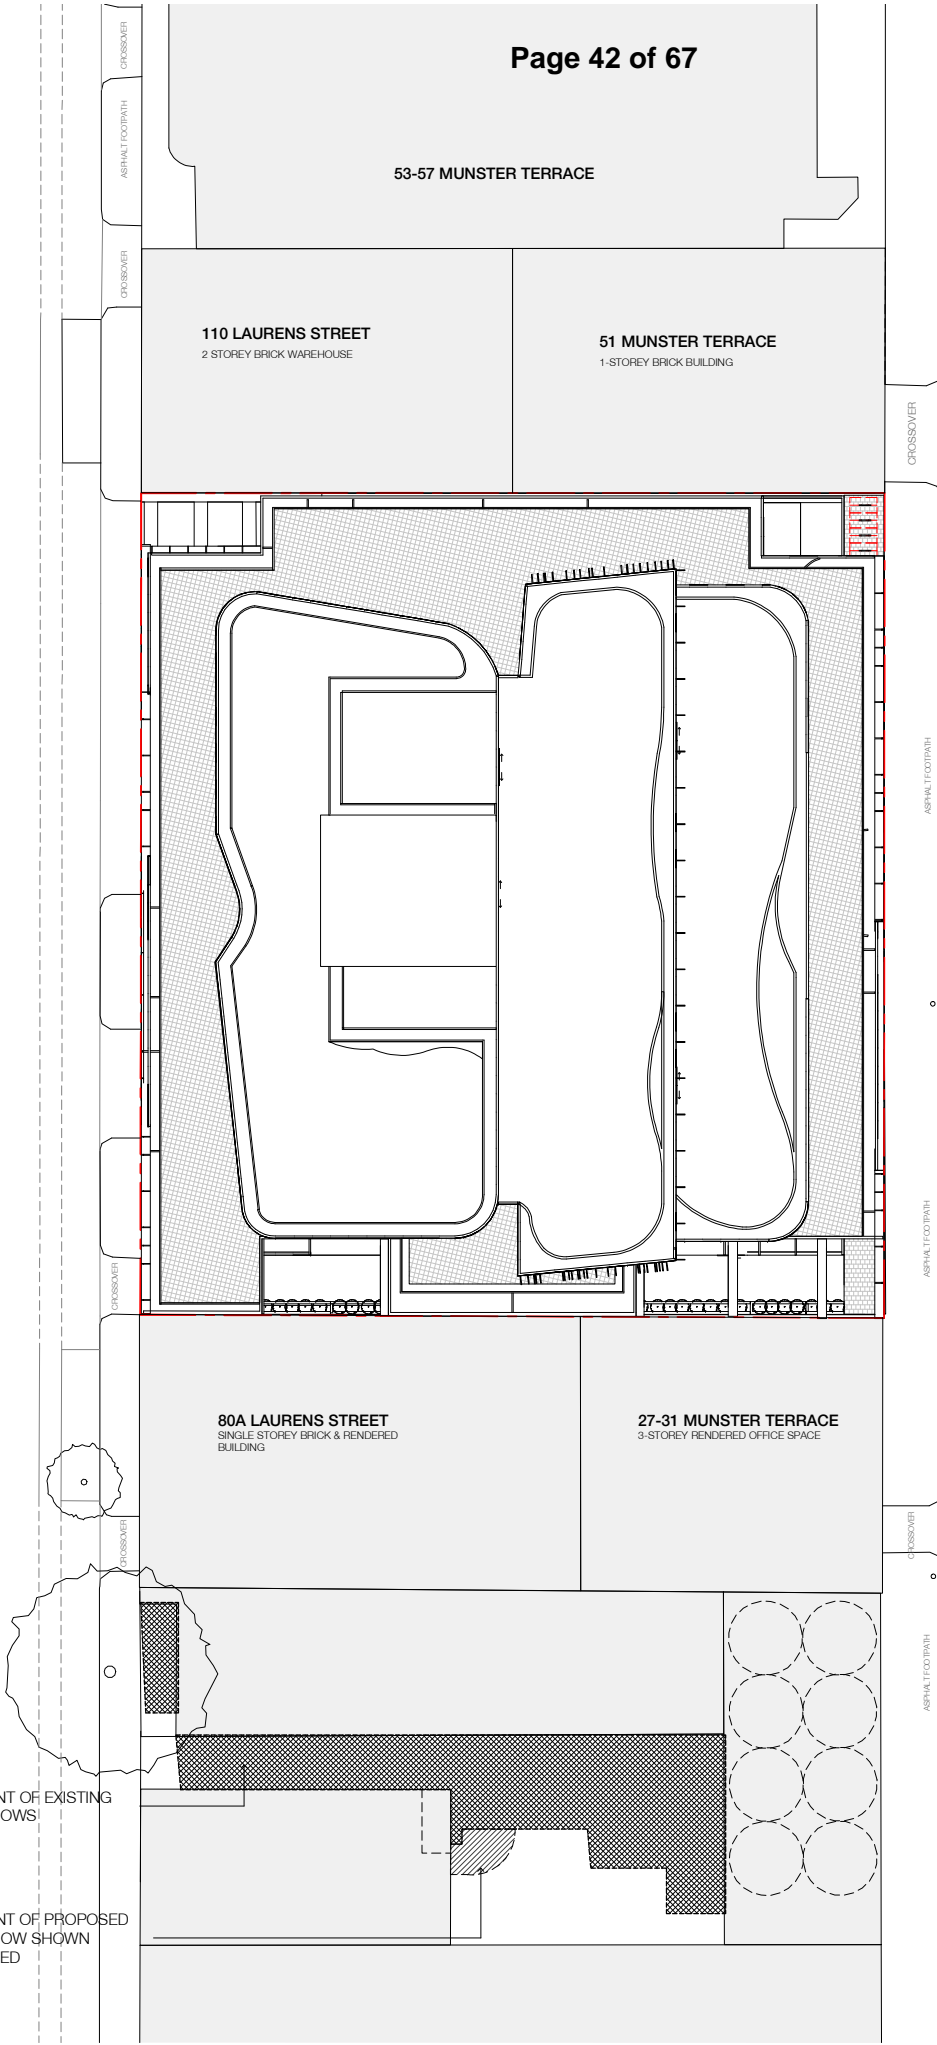 CROSSOVER
Page 42 of 67
ASPHALT FOOTPATH
53-57 MUNSTER TERRACE
CROSSOVER
110 LAURENS STREET
2 STOREY BRICK WAREHOUSE
51 MUNSTER TERRACE
1-STOREY BRICK BUILDING
CROSSOVER
ASPHALT FOOTPATH
ASPHALT FOOTPATH
CROSSOVER
80A LAURENS STREET
SINGLE STOREY BRICK & RENDERED
BUILDING
27-31 MUNSTER TERRACE
3-STOREY RENDERED OFFICE SPACE
CROSSOVER
CROSSOVER
ASPHALT FOOTPATH
NT OF EXISTING
OWS
NT OF PROPOSED
OW SHOWN
ED